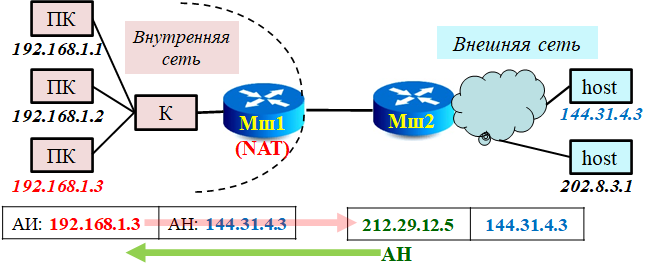 ПК
192.168.1.1
ПК
192.168.1.2
ПК
192.168.1.3
Внутренняя
сеть
К
Мш1
(NAT)
Мш2
Внешняя сеть
host
144.31.4.3
host
202.8.3.1
АИ: 192.168.1.3 АН: 144.31.4.3
212.29.12.5 144.31.4.3
АН